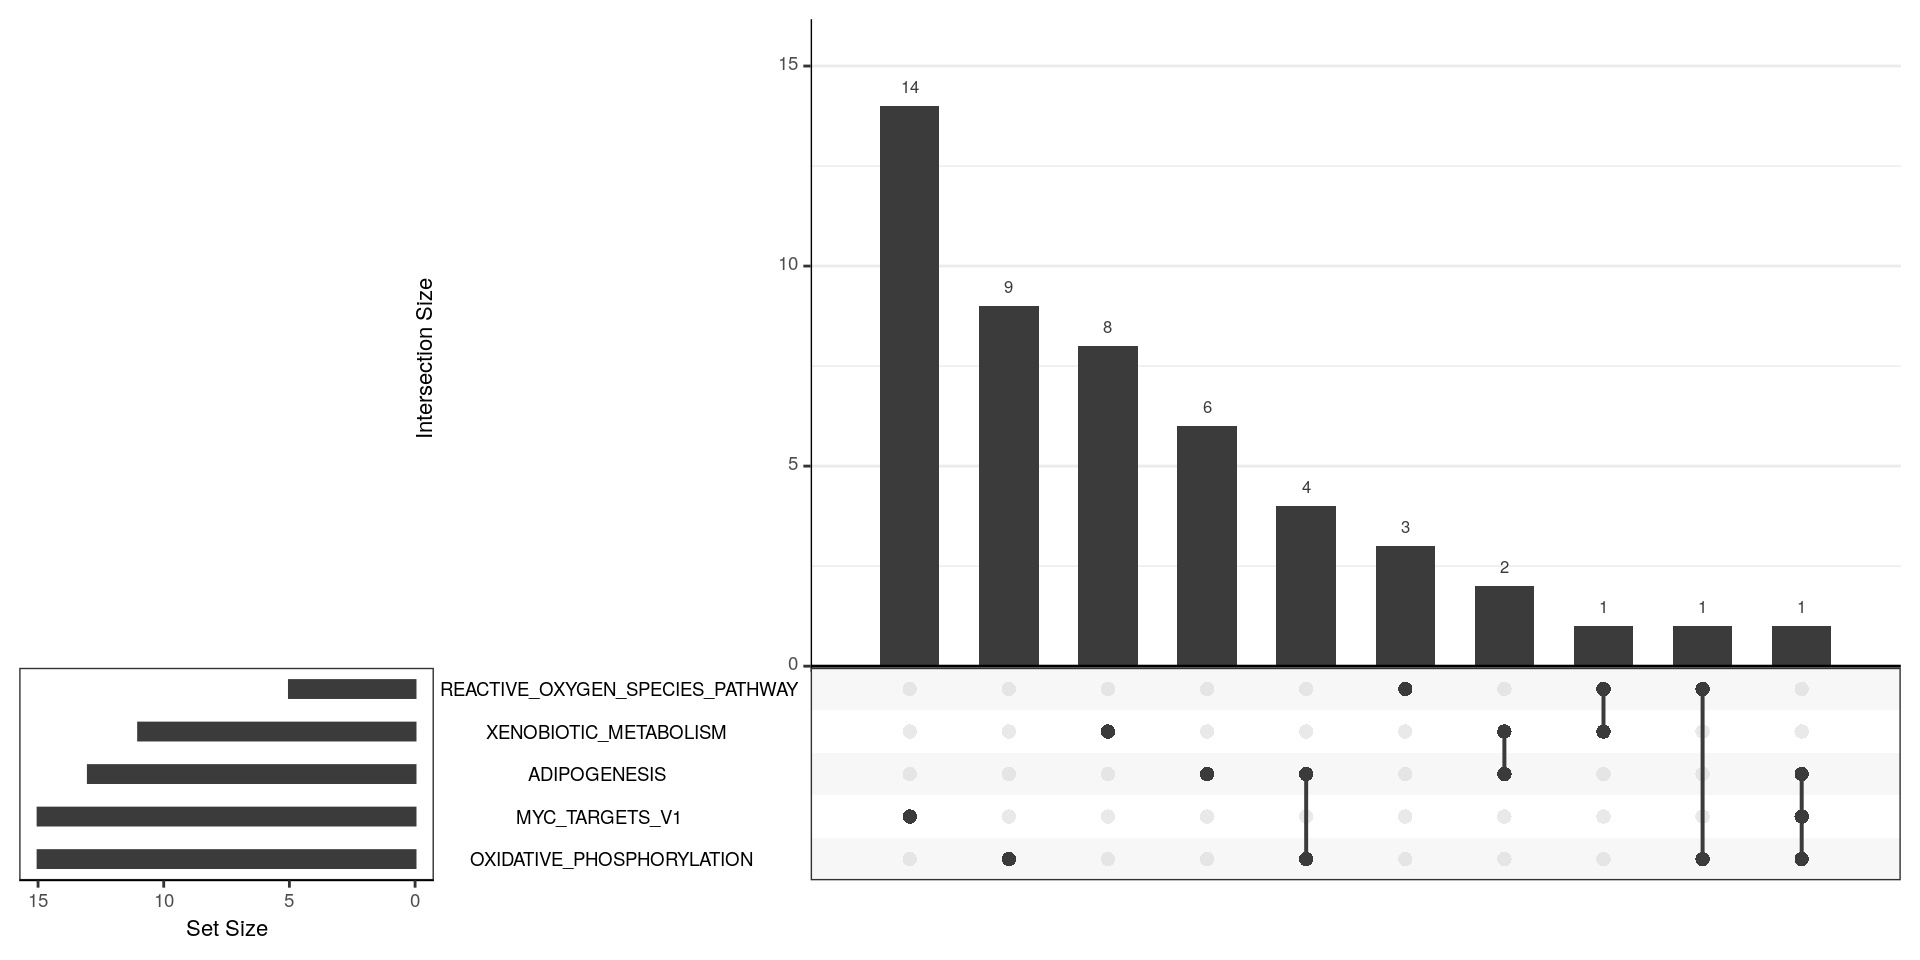 Intersection Size
15
10
5
0
14
9
8
6
4
3
2
1
1
1
REACTIVE_OXYGEN_SPECIES_PATHWAY
XENOBIOTIC_METABOLISM
ADIPOGENESIS
MYC_TARGETS_V1
OXIDATIVE_PHOSPHORYLATION
15 10 5 0
Set Size